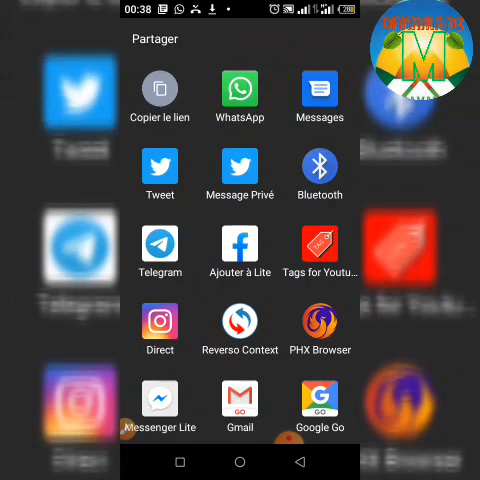 00:38
Partager
Copier le lien
WhatsApp
Messages
Tweet
Message Privé
Bluetooth
Telegram
Ajouter à Lite
Tags for Youtu...
Direct
Reverso Context
PHX Browser
Messenger Lite
Gmail
Google Go